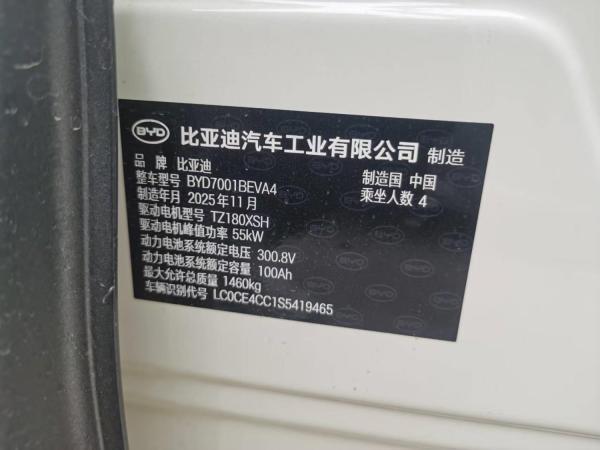 BYD 比亚迪汽车工业有限公司 制造
品 牌 比亚迪
整车型号 BYD7001BEVA4 制造国 中国
制造年月 2025年11月 乘坐人数 4
驱动电机型号 TZ180XSH
驱动电机峰值功率 55kW
动力电池系统额定电压 300.8V
动力电池系统额定容量 100Ah
最大允许总质量 1460kg
车辆识别代号 LC0CE4CC1S5419465